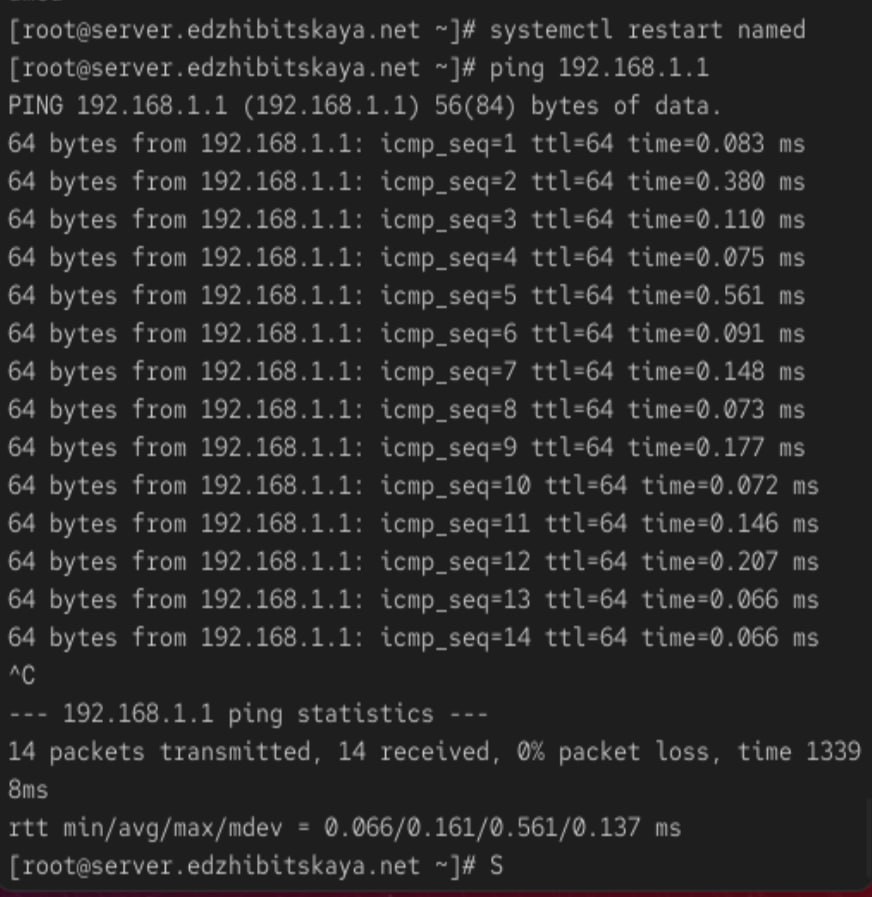 [root@server.edzhibitskaya.net ~]# systemctl restart named
[root@server.edzhibitskaya.net ~]# ping 192.168.1.1
PING 192.168.1.1 (192.168.1.1) 56(84) bytes of data.
64 bytes from 192.168.1.1: icmp_seq=1 ttl=64 time=0.083 ms
64 bytes from 192.168.1.1: icmp_seq=2 ttl=64 time=0.380 ms
64 bytes from 192.168.1.1: icmp_seq=3 ttl=64 time=0.110 ms
64 bytes from 192.168.1.1: icmp_seq=4 ttl=64 time=0.075 ms
64 bytes from 192.168.1.1: icmp_seq=5 ttl=64 time=0.561 ms
64 bytes from 192.168.1.1: icmp_seq=6 ttl=64 time=0.091 ms
64 bytes from 192.168.1.1: icmp_seq=7 ttl=64 time=0.148 ms
64 bytes from 192.168.1.1: icmp_seq=8 ttl=64 time=0.073 ms
64 bytes from 192.168.1.1: icmp_seq=9 ttl=64 time=0.177 ms
64 bytes from 192.168.1.1: icmp_seq=10 ttl=64 time=0.072 ms
64 bytes from 192.168.1.1: icmp_seq=11 ttl=64 time=0.146 ms
64 bytes from 192.168.1.1: icmp_seq=12 ttl=64 time=0.207 ms
64 bytes from 192.168.1.1: icmp_seq=13 ttl=64 time=0.066 ms
64 bytes from 192.168.1.1: icmp_seq=14 ttl=64 time=0.066 ms
^C
--- 192.168.1.1 ping statistics ---
14 packets transmitted, 14 received, 0% packet loss, time 1339
8ms
rtt min/avg/max/mdev = 0.066/0.161/0.561/0.137 ms
[root@server.edzhibitskaya.net ~]# S